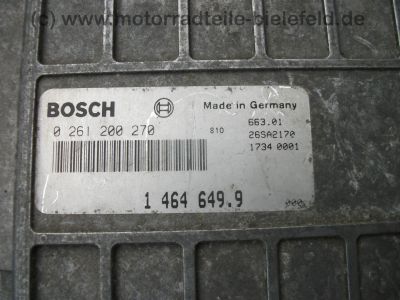 (c) www.motorradteile-bielefeld.de
BOSCH
Made in Germany
0 261 200 270
810
663.01
26SA2170
1734 0001
1 464 649.9
000